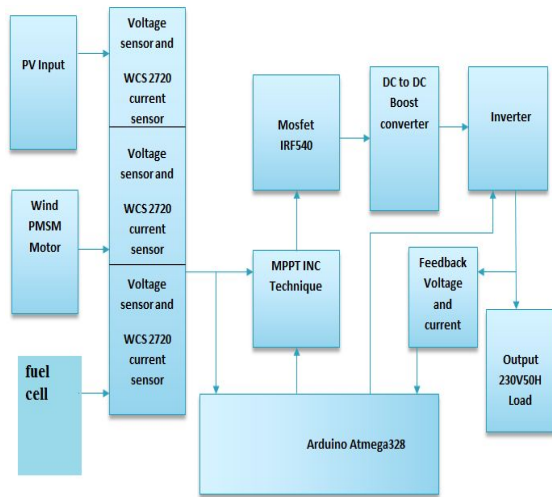 PV Input
Wind
PMSM
Motor
fuel
cell
Voltage
sensor and
WCS 2720
current
sensor
Voltage
sensor and
WCS 2720
current
sensor
Voltage
sensor and
WCS 2720
current
sensor
Mosfet
IRF540
MPPT INC
Technique
DC to DC
Boost
converter
Inverter
Feedback
Voltage
and
current
Output
230V50H
Load
Arduino Atmega328